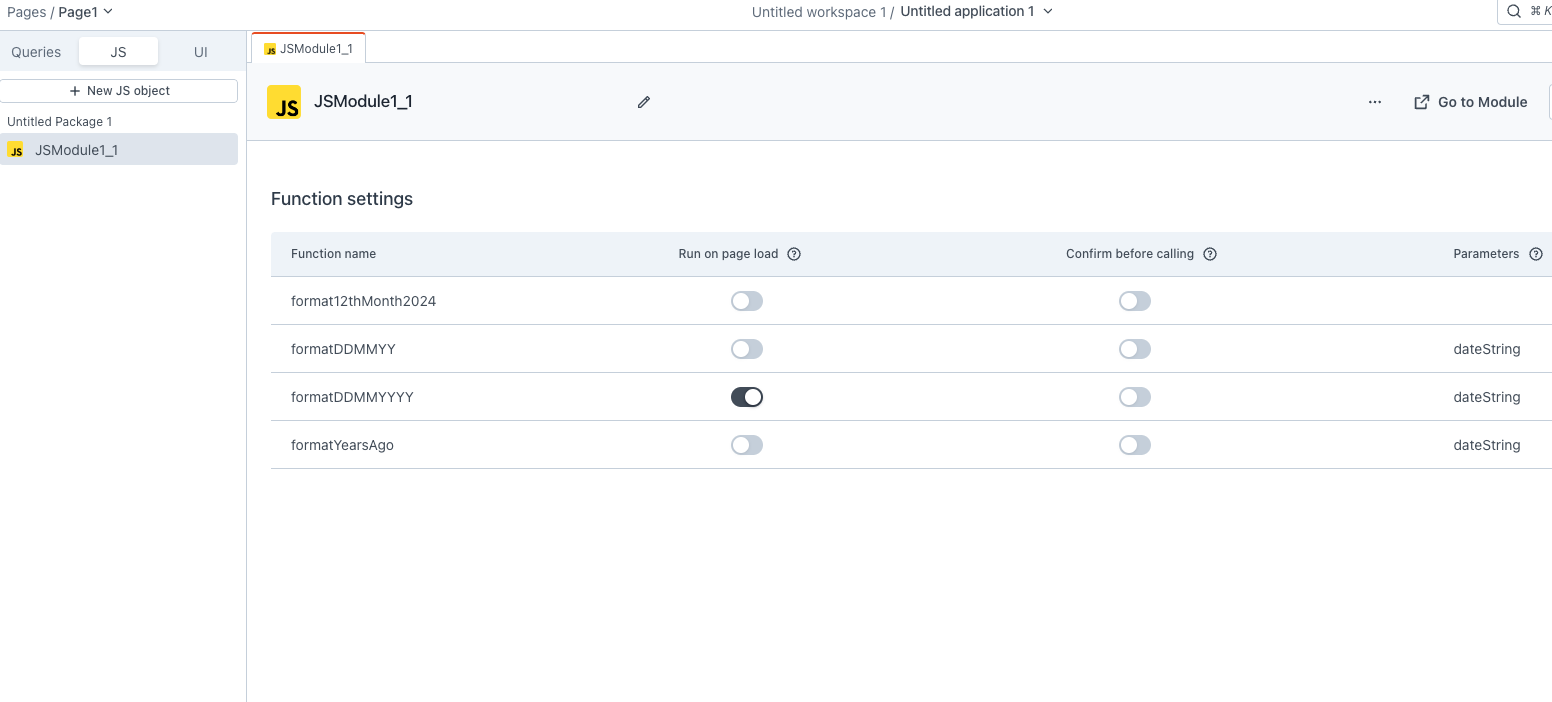 Pages / Page1
Untitled workspace 1 / Untitled application 1
⌘ K
Queries
JS
UI
JS JSModule1_1
+ New JS object
Untitled Package 1
JS JSModule1_1
JS JSModule1_1
... Go to Module
Function settings
Function name Run on page load ? Confirm before calling ? Parameters ?
format12thMonth2024
formatDDMMYY dateString
formatDDMMYYYY dateString
formatYearsAgo dateString